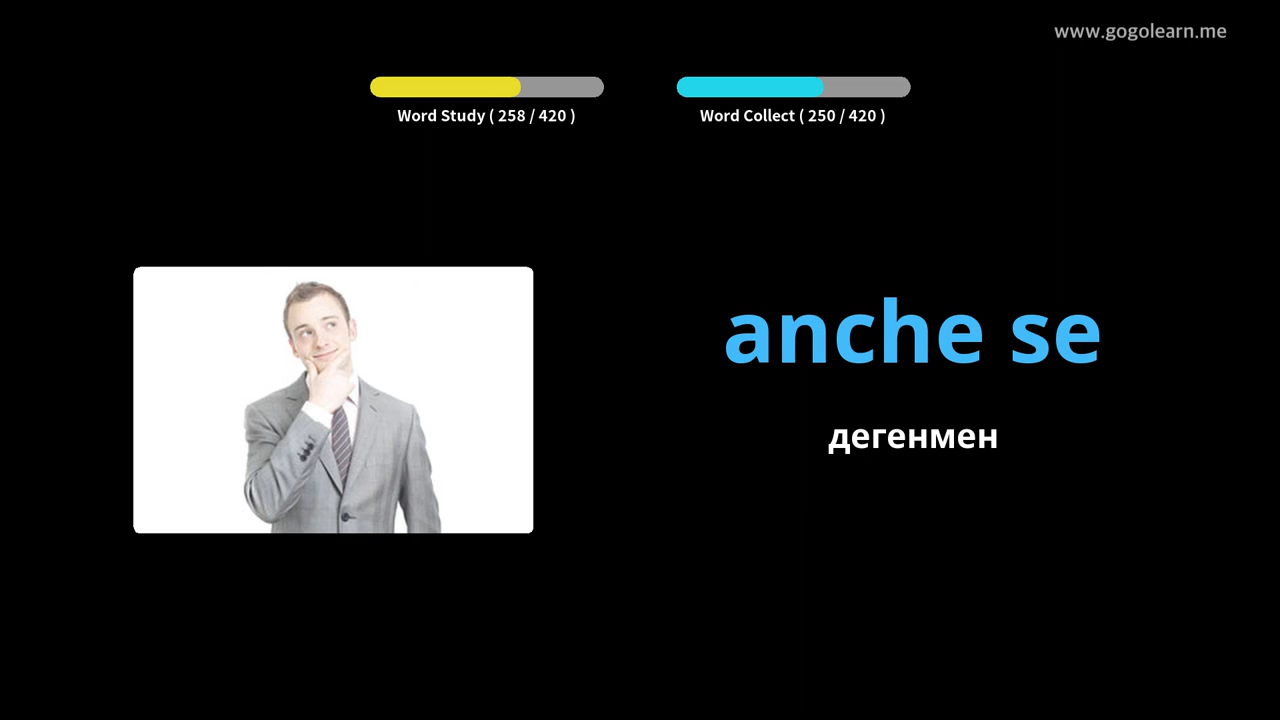 www.gogolearn.me
Word Study ( 258 / 420 )
Word Collect ( 250 / 420 )
anche se
дегенмен